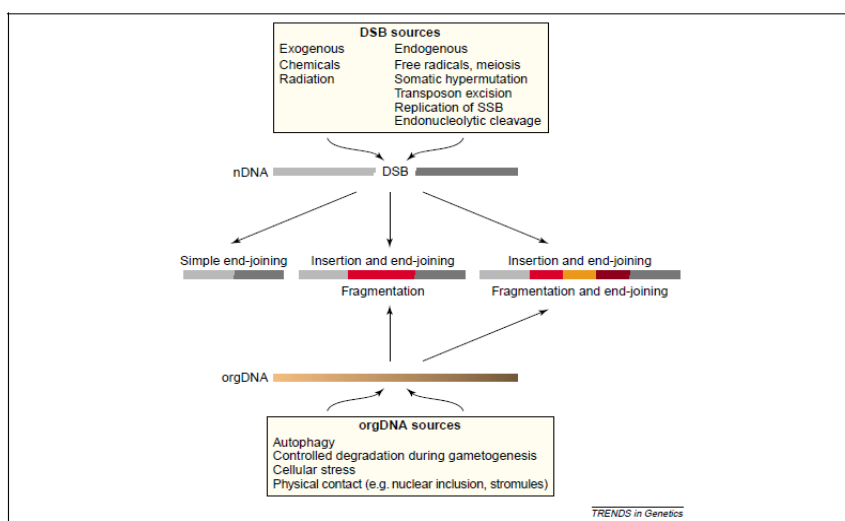 DSB sources
Exogenous Endogenous
Chemicals Free radicals, meiosis
Radiation Somatic hypermutation
Transposon excision
Replication of SSB
Endonucleolytic cleavage
nDNA DSB
Simple end-joining Insertion and end-joining Insertion and end-joining
Fragmentation Fragmentation and end-joining
orgDNA
orgDNA sources
Autophagy
Controlled degradation during gametogenesis
Cellular stress
Physical contact (e.g. nuclear inclusion, stromules)
TRENDS in Genetics